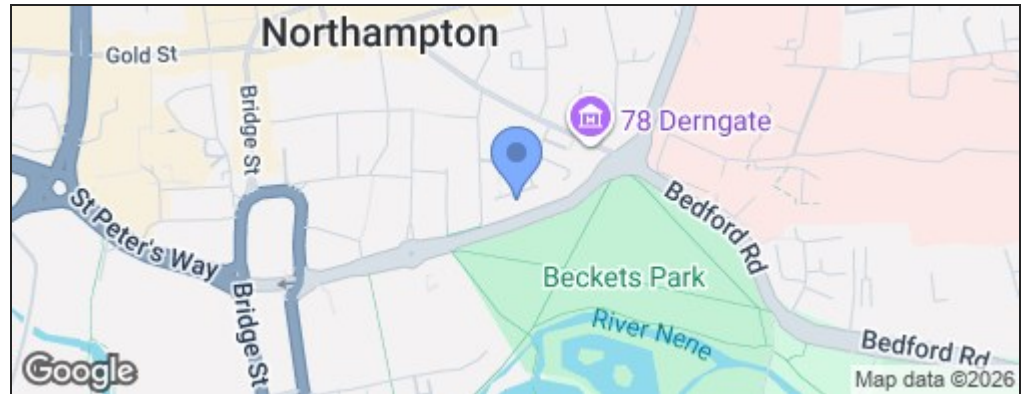 Northampton
Gold St
Bridge St
78 Derngate
St Peter's Way
Bedford Rd
Beckets Park
Bridge St
River Nene
Bedford Rd
Google
Map data ©2026